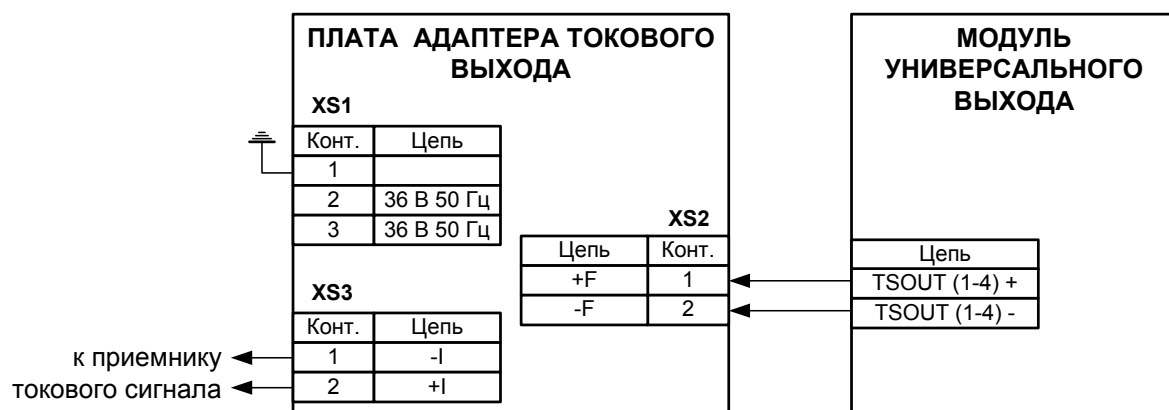 ПЛАТА АДАПТЕРА ТОКОВОГО
ВЫХОДА
XS1
Конт. Цепь
1
2 36 В 50 Гц
3 36 В 50 Гц
XS2
Цепь Конт.
+F 1
-F 2
XS3
Конт. Цепь
1 -I
2 +I
к приемнику
токового сигнала
МОДУЛЬ
УНИВЕРСАЛЬНОГО
ВЫХОДА
Цепь
TSOUT (1-4) +
TSOUT (1-4) -